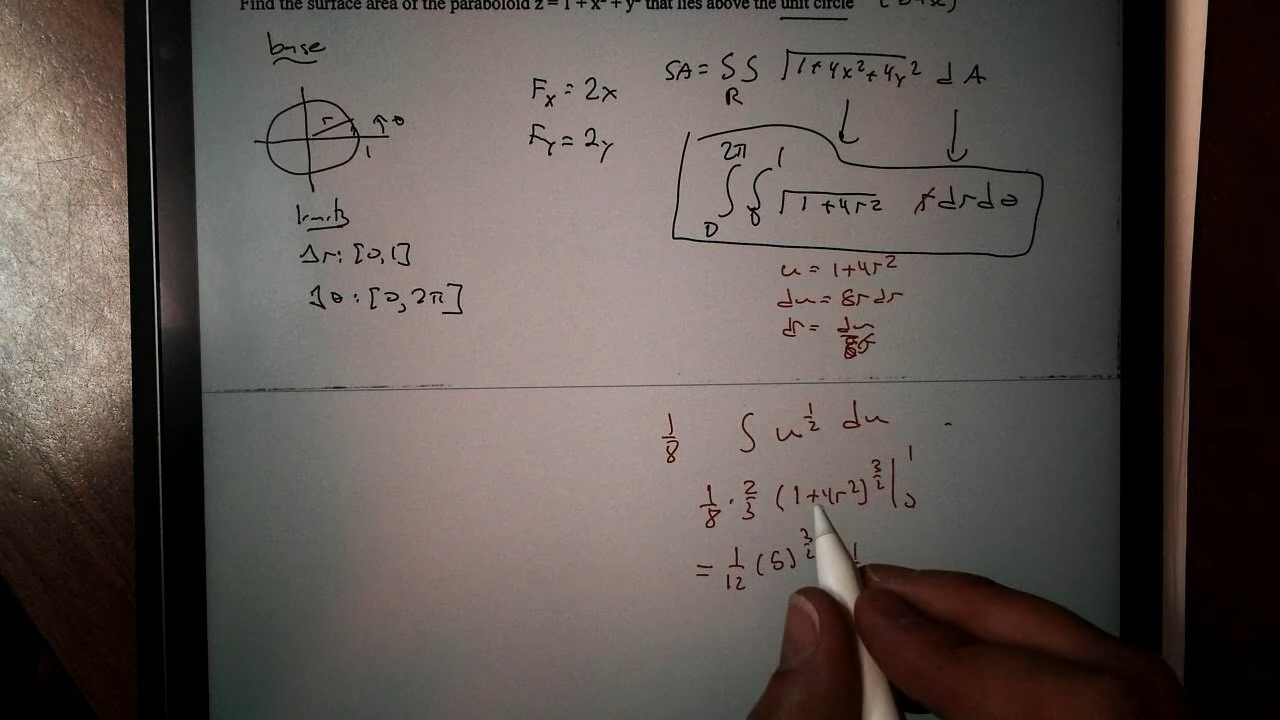 Find the surface area of the paraboloid z = 1 + x² + y² that lies above the unit circle (base)
base
r θ
1
Fx = 2x
Fy = 2y
SA = ∫∫ √1+4x²+4y² dA
R
2π 1
∫ ∫ √1+4r² r dr dθ
0 0
limits
Δr: [0,1]
Δθ: [0,2π]
u = 1+4r²
du = 8r dr
dr = du/8r
1/8 ∫ u^1/2 du
1/8 · 2/3 (1+4r²)^3/2 |₀¹
= 1/12 (5)^3/2 1